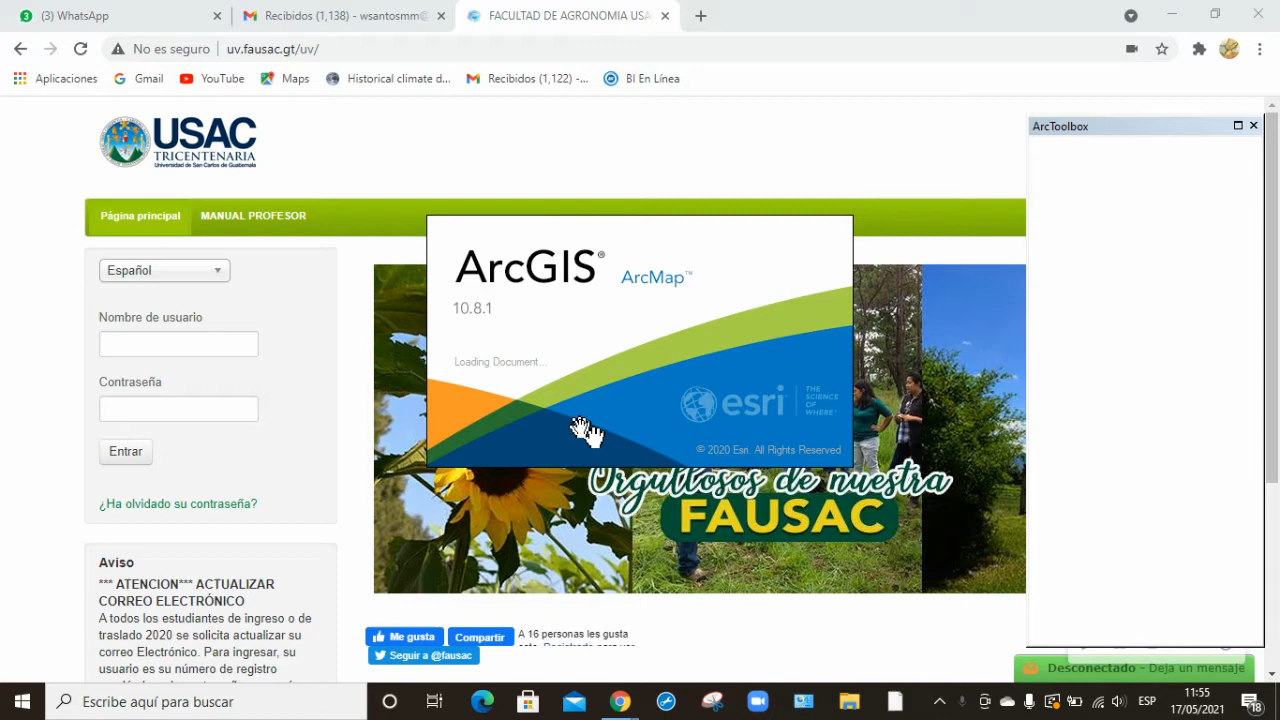 (3) WhatsApp
Recibidos (1,138) - wsantosmm@
FACULTAD DE AGRONOMIA USA
No es seguro
uv.fausac.gt/uv/
Aplicaciones
Gmail
YouTube
Maps
Historical climate d...
Recibidos (1,122) -...
BI En Línea
USAC
TRICENTENARIA
Universidad de San Carlos de Guatemala
ArcToolbox
Página principal
MANUAL PROFESOR
Español
Nombre de usuario
Contraseña
Entrar
¿Ha olvidado su contraseña?
ArcGIS® ArcMap™
10.8.1
Loading Document...
esri
THE
SCIENCE
OF
WHERE®
© 2020 Esri. All Rights Reserved
Orgullosos de nuestra
FAUSAC
Aviso
*** ATENCION*** ACTUALIZAR
CORREO ELECTRÓNICO
A todos los estudiantes de ingreso o de
traslado 2020 se solicita actualizar su
correo Electrónico. Para ingresar, su
usuario es su número de registro
Me gusta
Compartir
A 16 personas les gusta
Seguir a @fausac
Desconectado - Deja un mensaje
Escribe aquí para buscar
ESP
11:55
17/05/2021
18